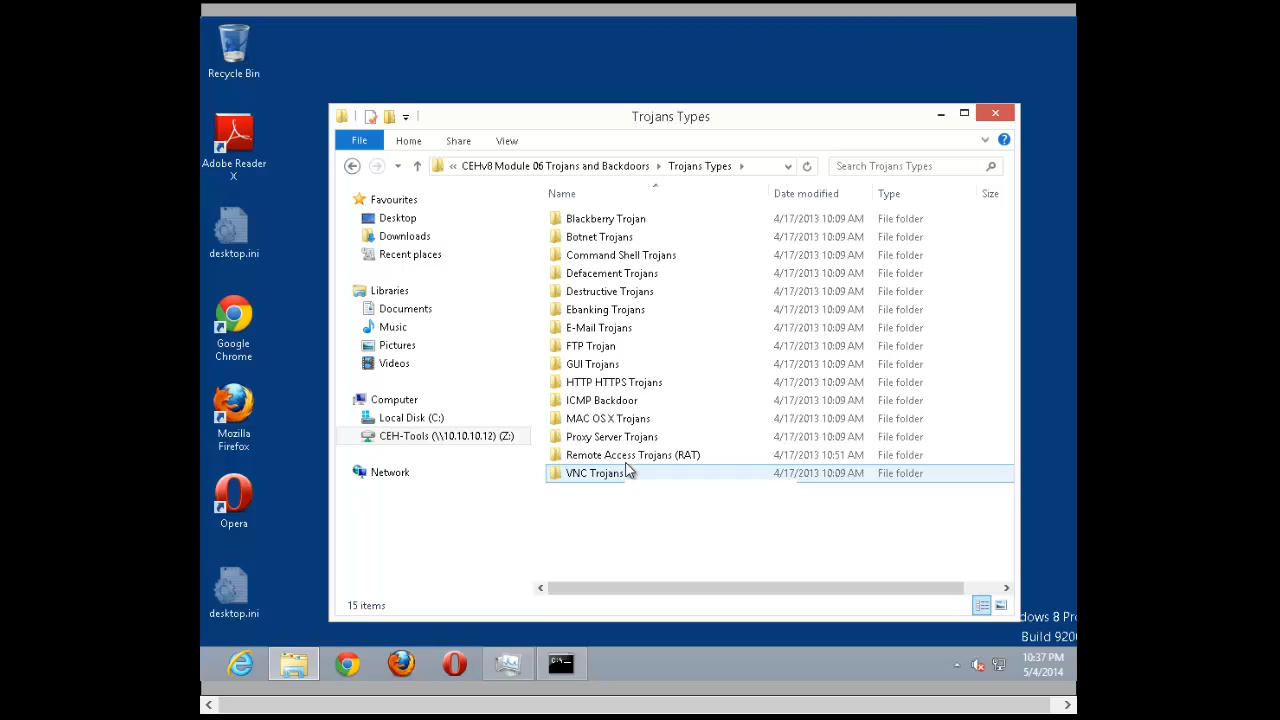 Recycle Bin
Adobe Reader
X
desktop.ini
Google
Chrome
Mozilla
Firefox
Opera
desktop.ini
Trojans Types
File
Home
Share
View
« CEHv8 Module 06 Trojans and Backdoors
Trojans Types
Search Trojans Types
Favourites
Desktop
Downloads
Recent places
Libraries
Documents
Music
Pictures
Videos
Computer
Local Disk (C:)
CEH-Tools (\\10.10.10.12) (Z:)
Network
Name Date modified Type Size
Blackberry Trojan 4/17/2013 10:09 AM File folder
Botnet Trojans 4/17/2013 10:09 AM File folder
Command Shell Trojans 4/17/2013 10:09 AM File folder
Defacement Trojans 4/17/2013 10:09 AM File folder
Destructive Trojans 4/17/2013 10:09 AM File folder
Ebanking Trojans 4/17/2013 10:09 AM File folder
E-Mail Trojans 4/17/2013 10:09 AM File folder
FTP Trojan 4/17/2013 10:09 AM File folder
GUI Trojans 4/17/2013 10:09 AM File folder
HTTP HTTPS Trojans 4/17/2013 10:09 AM File folder
ICMP Backdoor 4/17/2013 10:09 AM File folder
MAC OS X Trojans 4/17/2013 10:09 AM File folder
Proxy Server Trojans 4/17/2013 10:09 AM File folder
Remote Access Trojans (RAT) 4/17/2013 10:51 AM File folder
VNC Trojans 4/17/2013 10:09 AM File folder
15 items
dows 8 Pr
Build 920
10:37 PM
5/4/2014